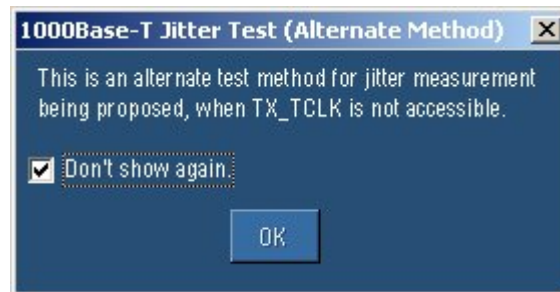 1000Base-T Jitter Test (Alternate Method)
This is an alternate test method for jitter measurement
being proposed, when TX_TCLK is not accessible.
Don't show again.
OK